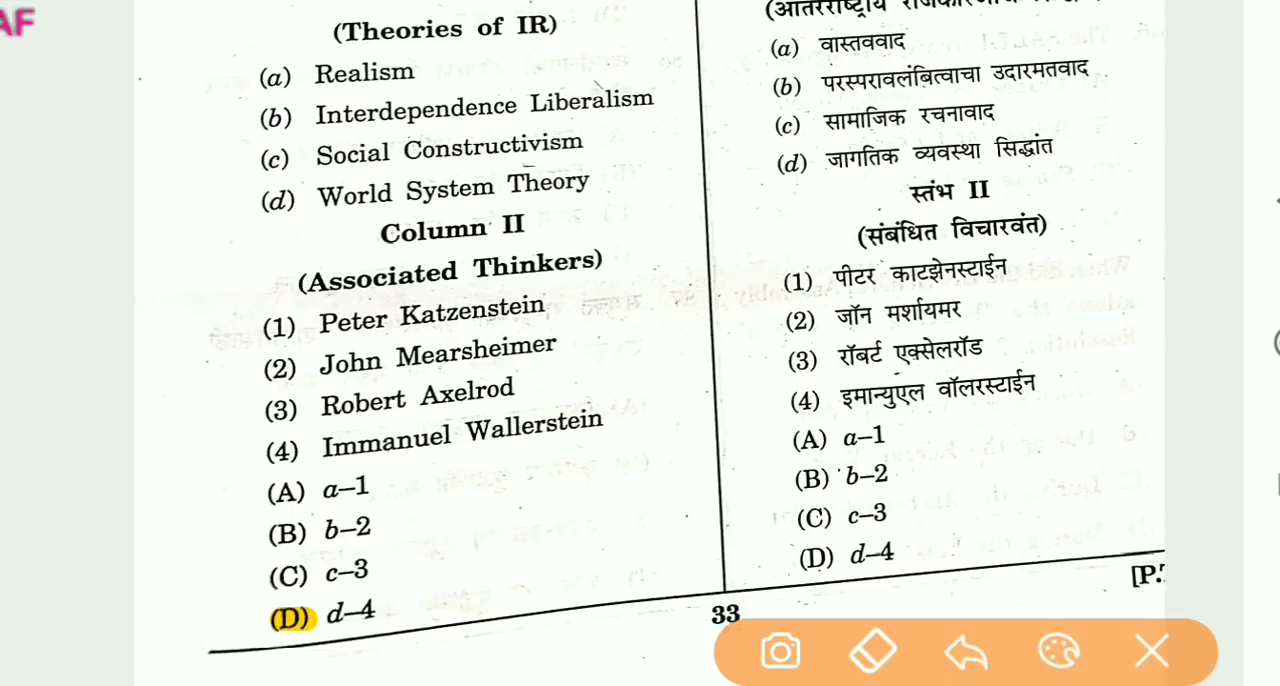 AF
(Theories of IR)
(a) Realism
(b) Interdependence Liberalism
(c) Social Constructivism
(d) World System Theory
Column II
(Associated Thinkers)
(1) Peter Katzenstein
(2) John Mearsheimer
(3) Robert Axelrod
(4) Immanuel Wallerstein
(A) a–1
(B) b–2
(C) c–3
(D) d–4
(a) वास्तववाद
(b) परस्परावलंबित्वाचा उदारमतवाद
(c) सामाजिक रचनावाद
(d) जागतिक व्यवस्था सिद्धांत
स्तंभ II
(संबंधित विचारवंत)
(1) पीटर काटझेनस्टाईन
(2) जॉन मर्शायमर
(3) रॉबर्ट एक्सेलरॉड
(4) इमान्युएल वॉलरस्टाईन
(A) a–1
(B) b–2
(C) c–3
(D) d–4
33
[P.